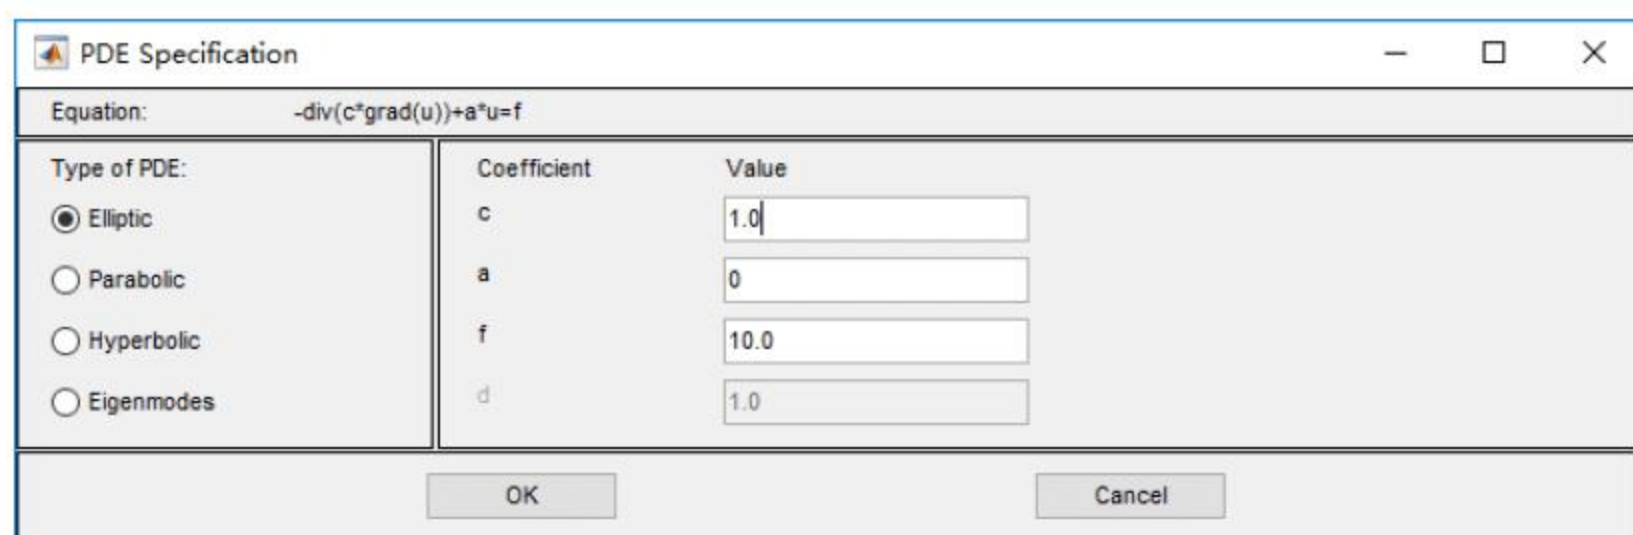 PDE Specification
Equation: -div(c*grad(u))+a*u=f
Type of PDE:
Elliptic
Parabolic
Hyperbolic
Eigenmodes
Coefficient Value
c 1.0
a 0
f 10.0
d 1.0
OK Cancel